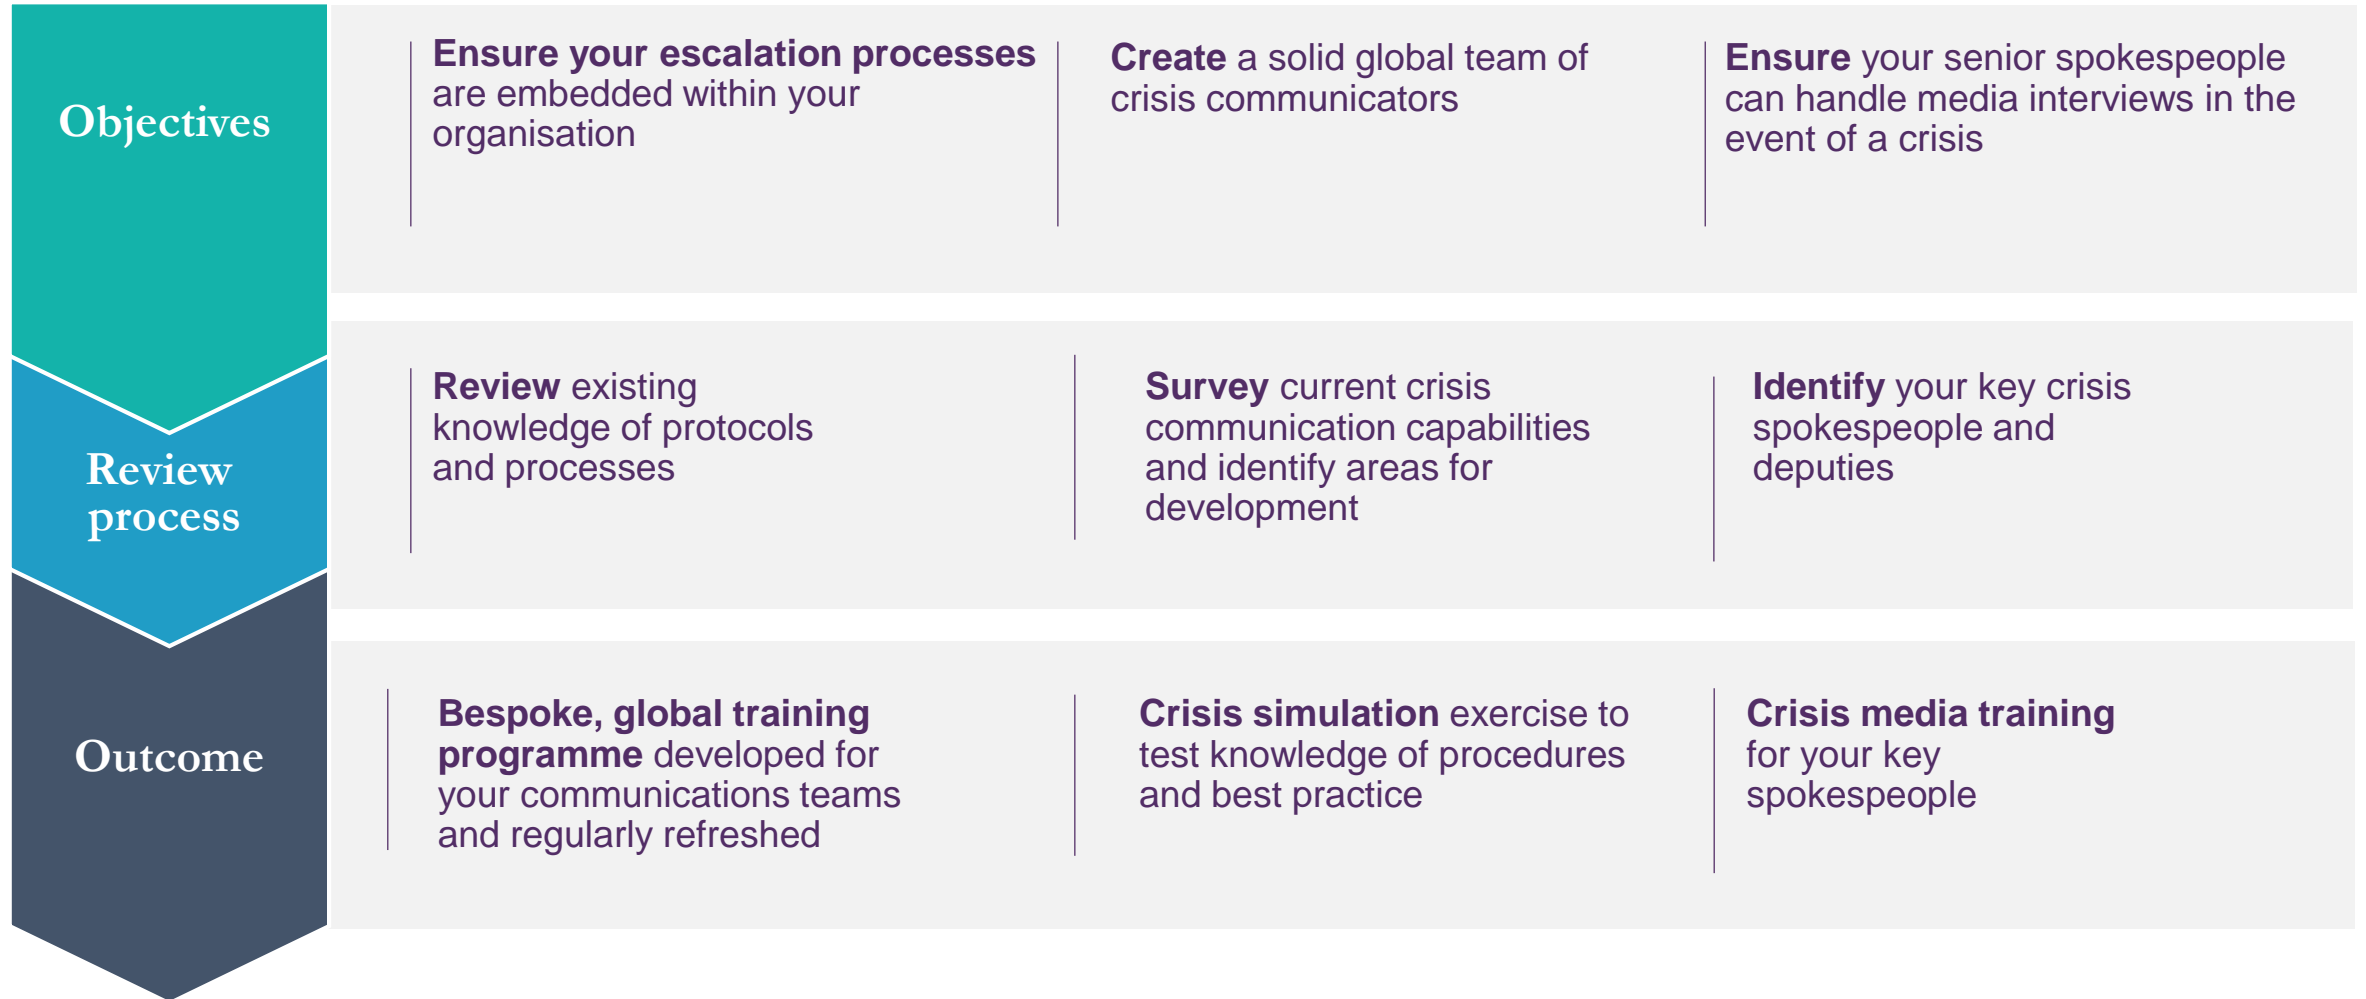 Objectives
Ensure your escalation processes
are embedded within your
organisation
Create a solid global team of
crisis communicators
Ensure your senior spokespeople
can handle media interviews in the
event of a crisis
Review
process
Review existing
knowledge of protocols
and processes
Survey current crisis
communication capabilities
and identify areas for
development
Identify your key crisis
spokespeople and
deputies
Outcome
Bespoke, global training
programme developed for
your communications teams
and regularly refreshed
Crisis simulation exercise to
test knowledge of procedures
and best practice
Crisis media training
for your key
spokespeople